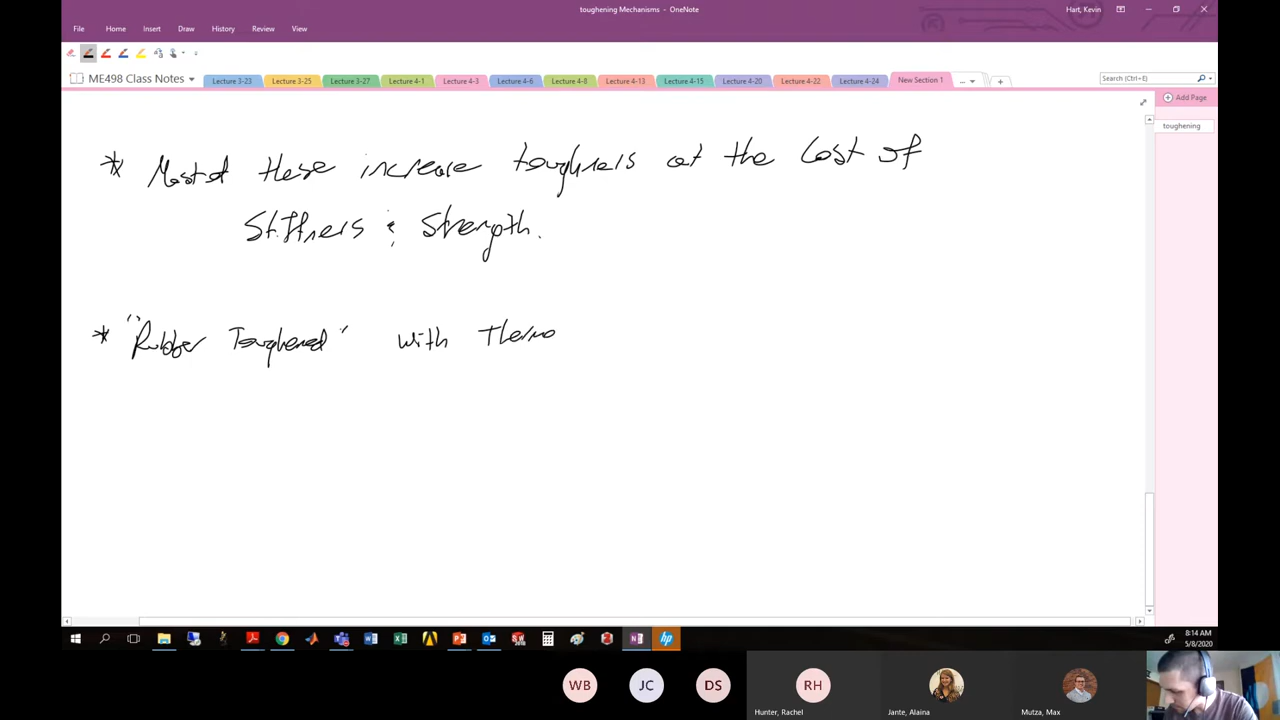 toughening Mechanisms - OneNote
Hart, Kevin
File Home Insert Draw History Review View
ME498 Class Notes
Lecture 3-23 Lecture 3-25 Lecture 3-27 Lecture 4-1 Lecture 4-3 Lecture 4-6 Lecture 4-8 Lecture 4-13 Lecture 4-15 Lecture 4-20 Lecture 4-22 Lecture 4-24 New Section 1 ...
Search (Ctrl+E)
Add Page
toughening
* Most of these increase toughness at the cost of
stiffness & strength.
* "Rubber Toughened" with Thermo
8:14 AM
5/8/2020
WB JC DS RH
Hunter, Rachel Jante, Alaina Mutza, Max